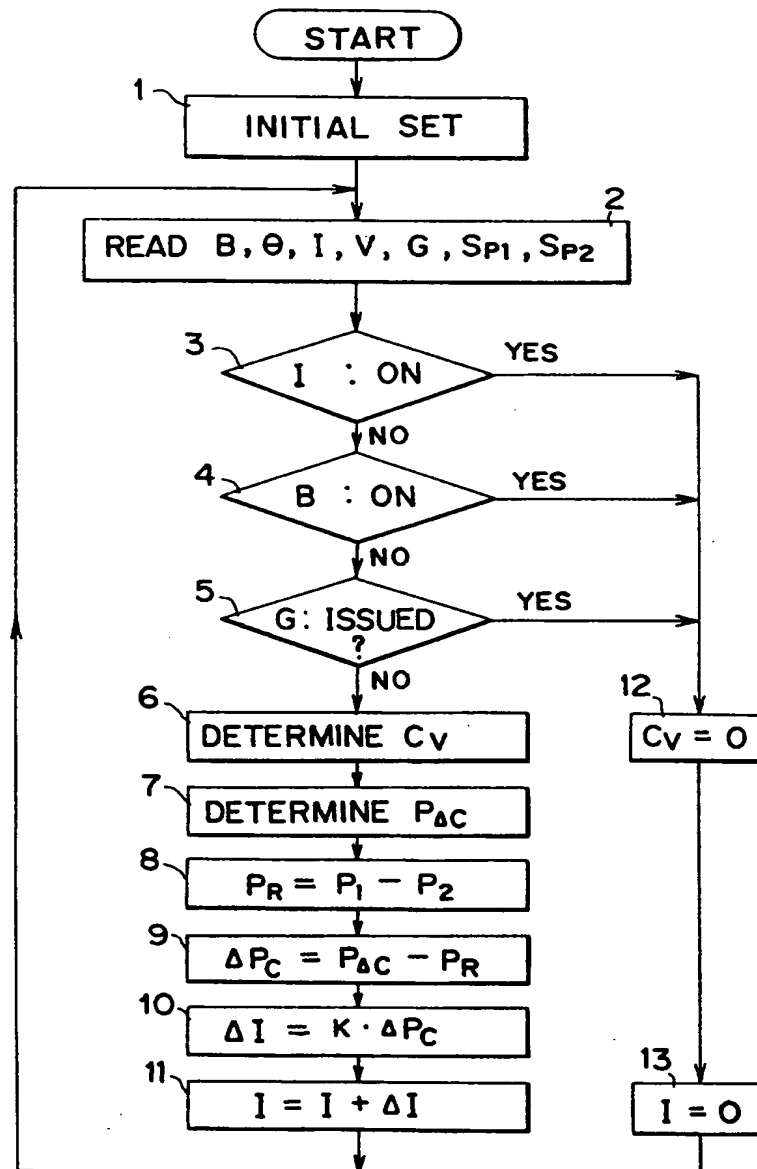 START
1
INITIAL SET
2
READ B, Θ, I, V, G, SP1, SP2
3
I : ON
YES
NO
4
B : ON
YES
NO
5
G: ISSUED
?
YES
NO
6
DETERMINE CV
12
CV = 0
7
DETERMINE PΔC
8
PR = P1 − P2
9
ΔPC = PΔC − PR
10
ΔI = K · ΔPC
11
I = I + ΔI
13
I = 0